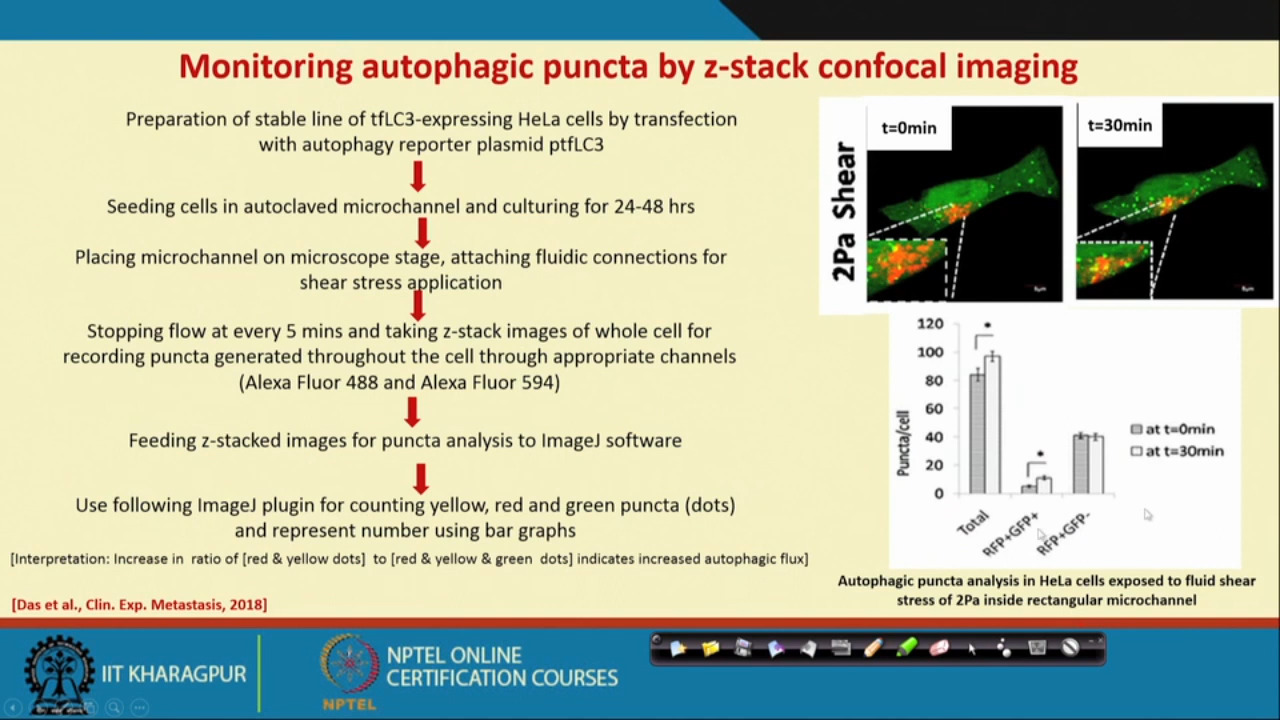 Monitoring autophagic puncta by z-stack confocal imaging
Preparation of stable line of tfLC3-expressing HeLa cells by transfection
with autophagy reporter plasmid ptfLC3
Seeding cells in autoclaved microchannel and culturing for 24-48 hrs
Placing microchannel on microscope stage, attaching fluidic connections for
shear stress application
Stopping flow at every 5 mins and taking z-stack images of whole cell for
recording puncta generated throughout the cell through appropriate channels
(Alexa Fluor 488 and Alexa Fluor 594)
Feeding z-stacked images for puncta analysis to ImageJ software
Use following ImageJ plugin for counting yellow, red and green puncta (dots)
and represent number using bar graphs
[Interpretation: Increase in ratio of [red & yellow dots] to [red & yellow & green dots] indicates increased autophagic flux]
[Das et al., Clin. Exp. Metastasis, 2018]
2Pa Shear
t=0min
t=30min
Puncta/cell
120
100
80
60
40
20
0
*
*
Total
RFP+GFP+
RFP+GFP-
at t=0min
at t=30min
Autophagic puncta analysis in HeLa cells exposed to fluid shear
stress of 2Pa inside rectangular microchannel
IIT KHARAGPUR
NPTEL
NPTEL ONLINE
CERTIFICATION COURSES